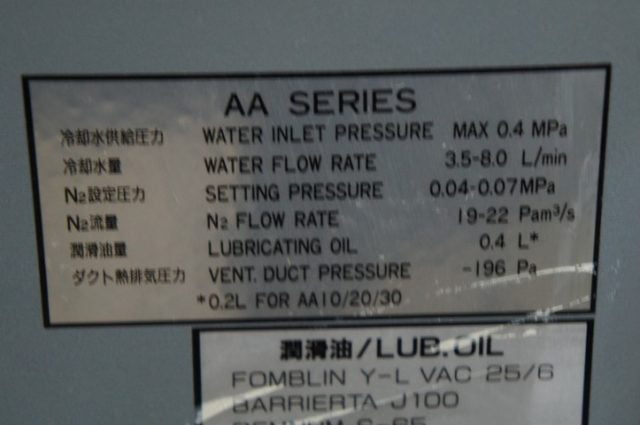 AA SERIES
冷却水供給圧力 WATER INLET PRESSURE MAX 0.4 MPa
冷却水量 WATER FLOW RATE 3.5-8.0 L/min
N₂設定圧力 SETTING PRESSURE 0.04-0.07MPa
N₂流量 N₂ FLOW RATE 19-22 Pam³/s
潤滑油量 LUBRICATING OIL 0.4 L*
ダクト熱排気圧力 VENT. DUCT PRESSURE -196 Pa
*0.2L FOR AA10/20/30
潤滑油/LUB.OIL
FOMBLIN Y-L VAC 25/6
BARRIERTA J100